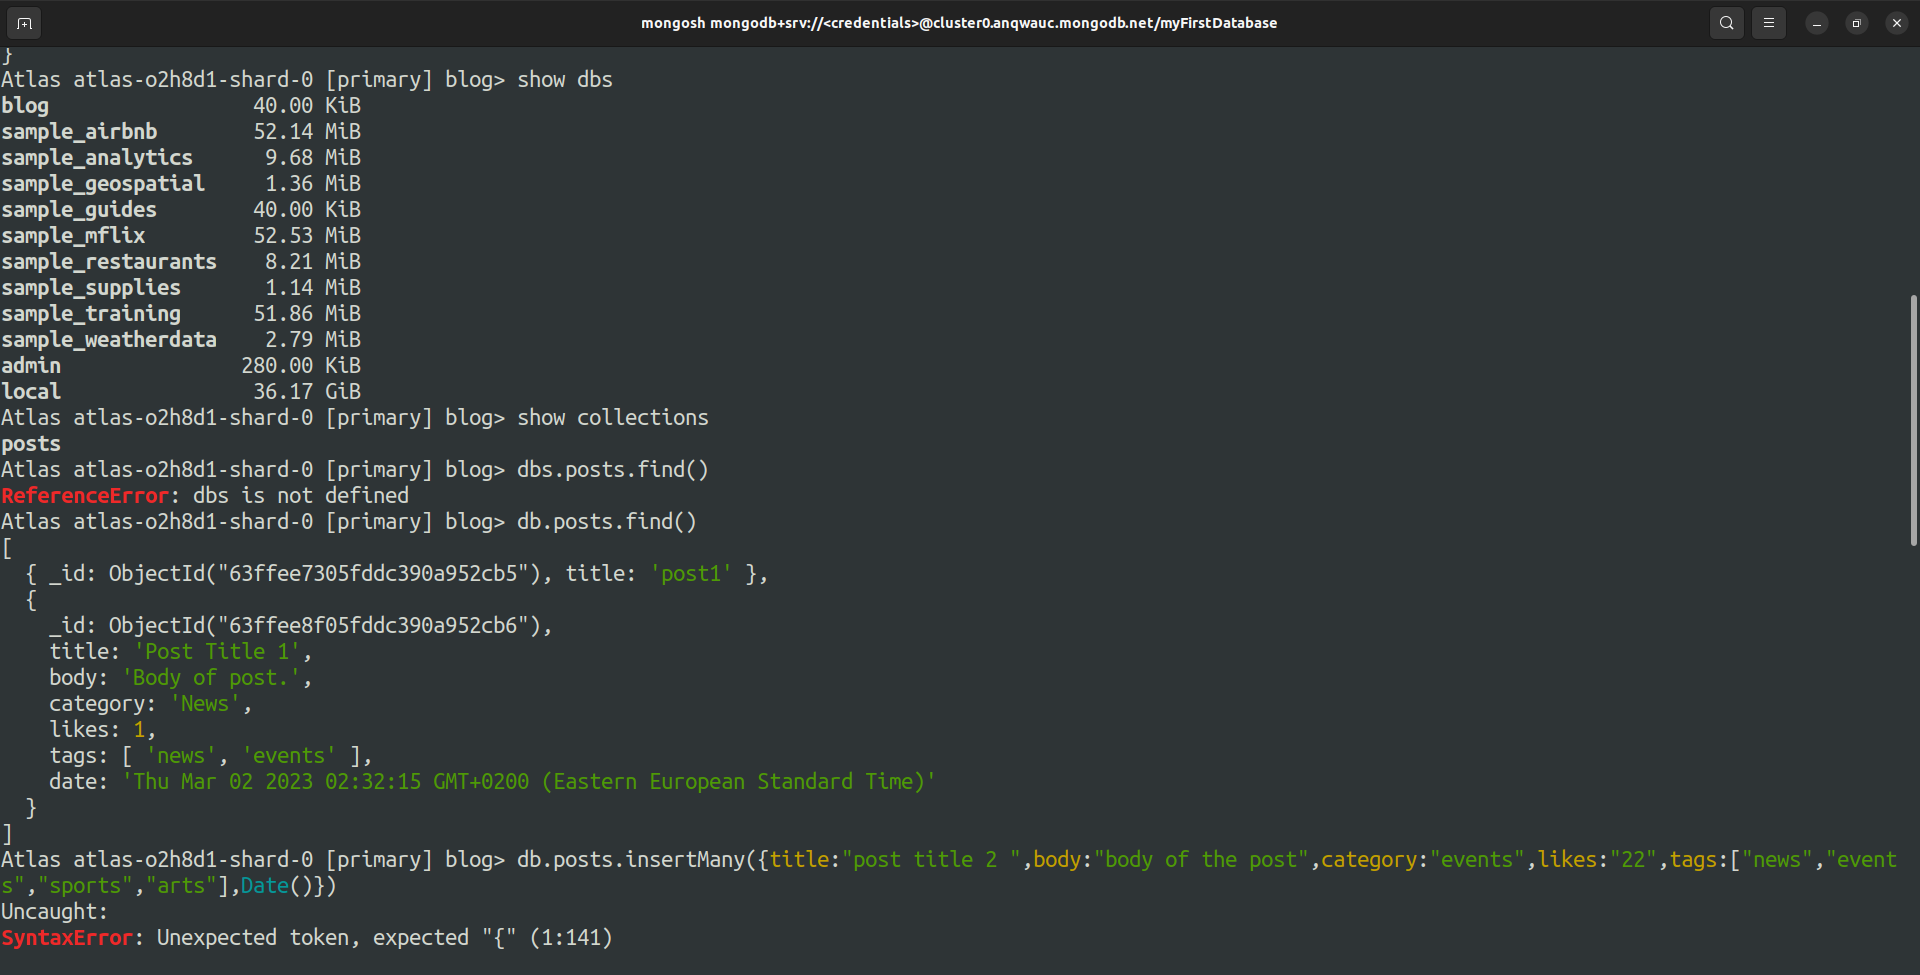 mongosh mongodb+srv://<credentials>@cluster0.anqwauc.mongodb.net/myFirstDatabase
}
Atlas atlas-o2h8d1-shard-0 [primary] blog> show dbs
blog                 40.00 KiB
sample_airbnb        52.14 MiB
sample_analytics      9.68 MiB
sample_geospatial     1.36 MiB
sample_guides        40.00 KiB
sample_mflix         52.53 MiB
sample_restaurants    8.21 MiB
sample_supplies       1.14 MiB
sample_training      51.86 MiB
sample_weatherdata    2.79 MiB
admin               280.00 KiB
local                36.17 GiB
Atlas atlas-o2h8d1-shard-0 [primary] blog> show collections
posts
Atlas atlas-o2h8d1-shard-0 [primary] blog> dbs.posts.find()
ReferenceError: dbs is not defined
Atlas atlas-o2h8d1-shard-0 [primary] blog> db.posts.find()
[
  { _id: ObjectId("63ffee7305fddc390a952cb5"), title: 'post1' },
  {
    _id: ObjectId("63ffee8f05fddc390a952cb6"),
    title: 'Post Title 1',
    body: 'Body of post.',
    category: 'News',
    likes: 1,
    tags: [ 'news', 'events' ],
    date: 'Thu Mar 02 2023 02:32:15 GMT+0200 (Eastern European Standard Time)'
  }
]
Atlas atlas-o2h8d1-shard-0 [primary] blog> db.posts.insertMany({title:"post title 2 ",body:"body of the post",category:"events",likes:"22",tags:["news","event
s","sports","arts"],Date()})
Uncaught:
SyntaxError: Unexpected token, expected "{" (1:141)